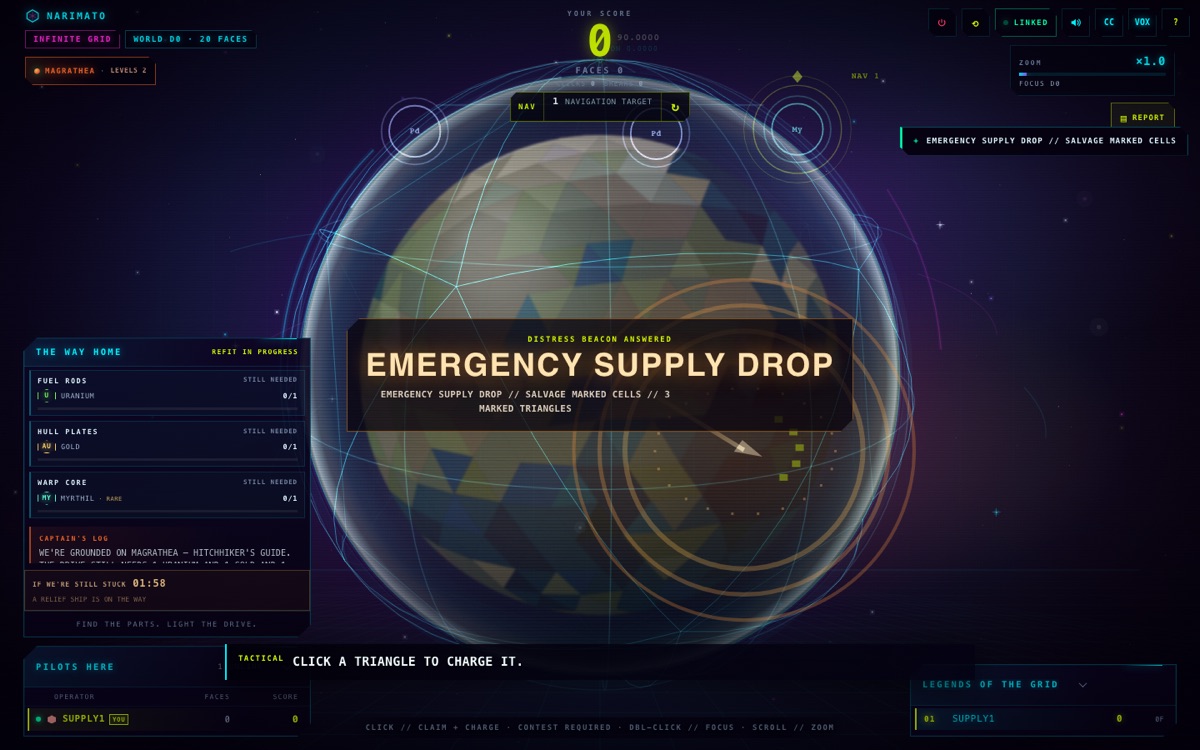 NARIMATO
INFINITE GRID
WORLD D0 · 20 FACES
MAGRATHEA · LEVELS 2
YOUR SCORE
0
90.0000
FACES 0
NAV
1 NAVIGATION TARGET
↻
Pd
Pd
My
NAV 1
LINKED
CC
VOX
?
ZOOM
×1.0
FOCUS D0
REPORT
+ EMERGENCY SUPPLY DROP // SALVAGE MARKED CELLS
DISTRESS BEACON ANSWERED
EMERGENCY SUPPLY DROP
EMERGENCY SUPPLY DROP // SALVAGE MARKED CELLS // 3
MARKED TRIANGLES
THE WAY HOME
REFIT IN PROGRESS
FUEL RODS
STILL NEEDED
U URANIUM
0/1
HULL PLATES
STILL NEEDED
AU GOLD
0/1
WARP CORE
STILL NEEDED
MY MYRTHIL · RARE
0/1
CAPTAIN'S LOG
WE'RE GROUNDED ON MAGRATHEA — HITCHHIKER'S GUIDE.
IF WE'RE STILL STUCK 01:58
A RELIEF SHIP IS ON THE WAY
FIND THE PARTS. LIGHT THE DRIVE.
PILOTS HERE
1
OPERATOR
FACES
SCORE
SUPPLY1 YOU
0
0
TACTICAL
CLICK A TRIANGLE TO CHARGE IT.
CLICK // CLAIM + CHARGE · CONTEST REQUIRED · DBL-CLICK // FOCUS · SCROLL // ZOOM
LEGENDS OF THE GRID
01
SUPPLY1
0
0F